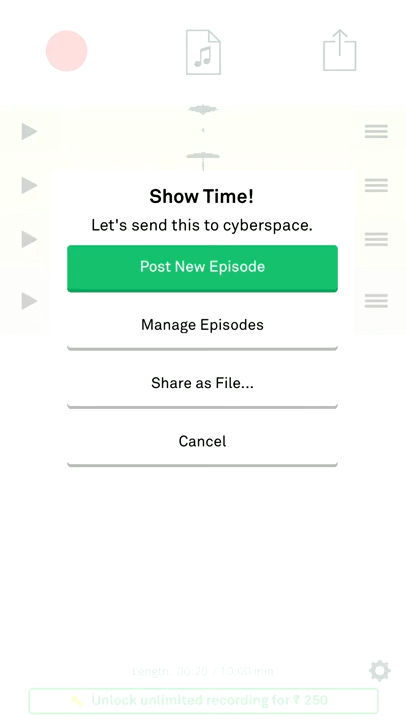 Show Time!
Let's send this to cyberspace.
Post New Episode
Manage Episodes
Share as File...
Cancel
Length: 00:20 / 10:00 min
Unlock unlimited recording for ₹ 250